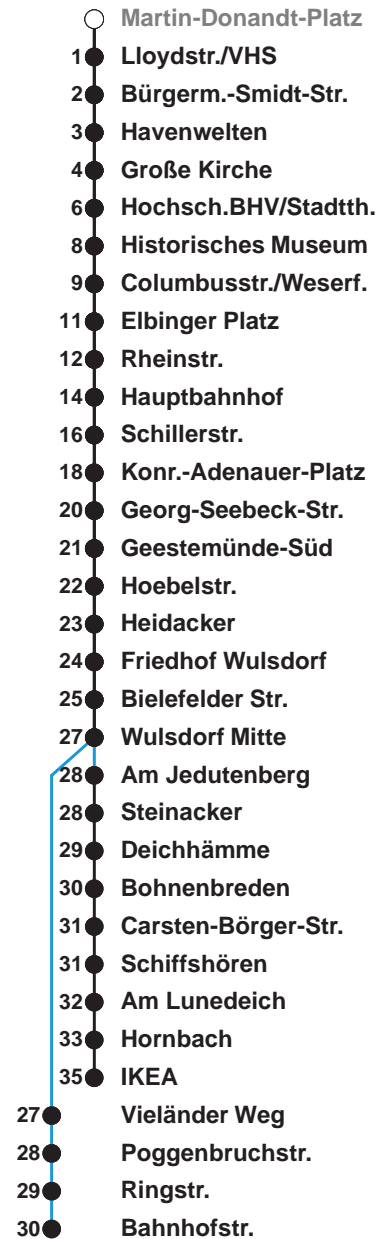 Martin-Donandt-Platz
1 Lloydstr./VHS
2 Bürgerm.-Smidt-Str.
3 Havenwelten
4 Große Kirche
6 Hochsch.BHV/Stadtth.
8 Historisches Museum
9 Columbusstr./Weserf.
11 Elbinger Platz
12 Rheinstr.
14 Hauptbahnhof
16 Schillerstr.
18 Konr.-Adenauer-Platz
20 Georg-Seebeck-Str.
21 Geestemünde-Süd
22 Hoebelstr.
23 Heidacker
24 Friedhof Wulsdorf
25 Bielefelder Str.
27 Wulsdorf Mitte
28 Am Jedutenberg
28 Steinacker
29 Deichhämme
30 Bohnenbreden
31 Carsten-Börger-Str.
31 Schiffshören
32 Am Lunedeich
33 Hornbach
35 IKEA
27 Vieländer Weg
28 Poggenbruchstr.
29 Ringstr.
30 Bahnhofstr.